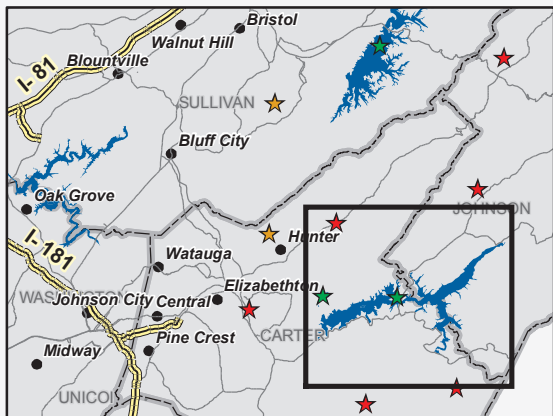 Bristol
Walnut Hill
Blountville
I- 81
SULLIVAN
Bluff City
Oak Grove
JOHNSON
Hunter
I- 181
Watauga
WASHINGTON
Elizabethton
Johnson City
Central
CARTER
Pine Crest
Midway
UNICOI